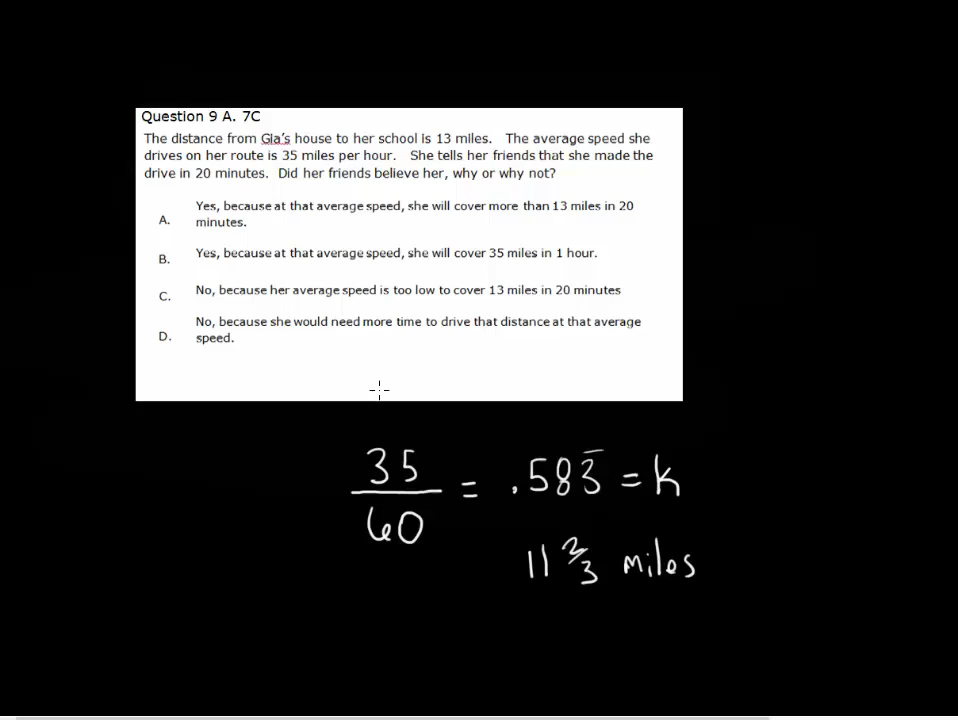 Question 9 A. 7C
The distance from Gia's house to her school is 13 miles. The average speed she
drives on her route is 35 miles per hour. She tells her friends that she made the
drive in 20 minutes. Did her friends believe her, why or why not?
A. Yes, because at that average speed, she will cover more than 13 miles in 20
minutes.
B. Yes, because at that average speed, she will cover 35 miles in 1 hour.
C. No, because her average speed is too low to cover 13 miles in 20 minutes
D. No, because she would need more time to drive that distance at that average
speed.
35/60 = .583̅ = k
11 2/3 miles